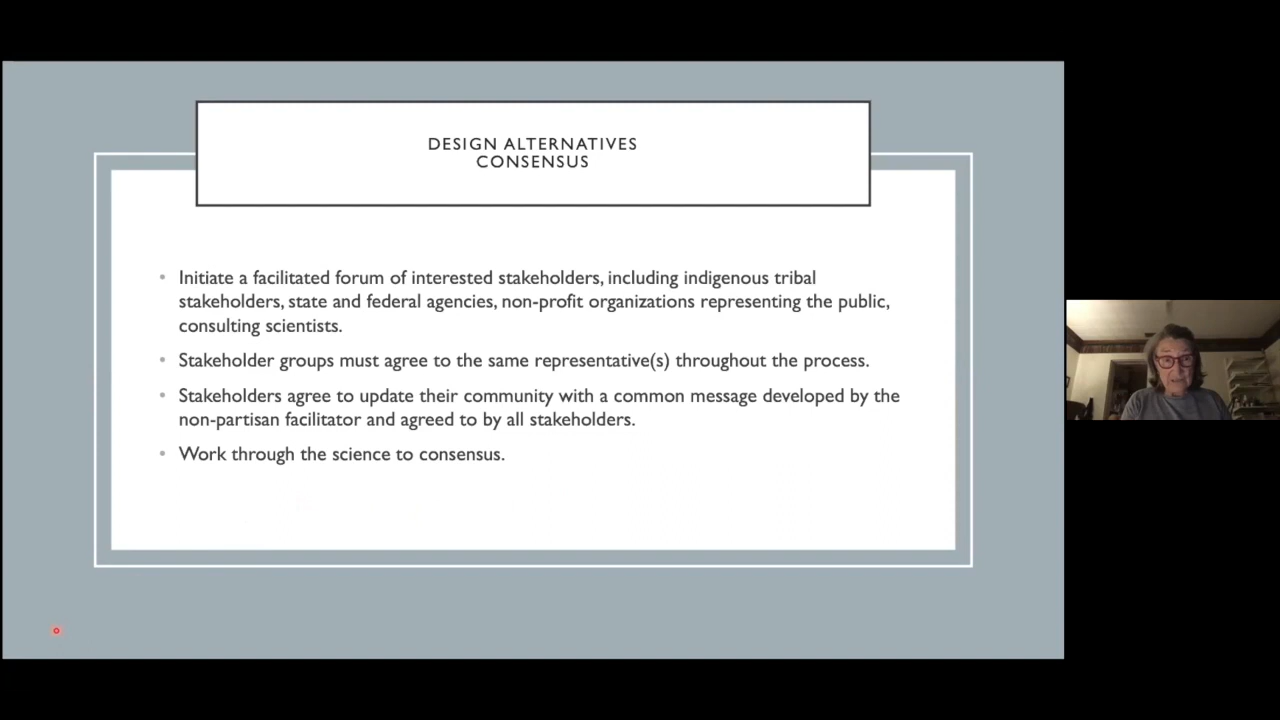 DESIGN ALTERNATIVES
CONSENSUS
• Initiate a facilitated forum of interested stakeholders, including indigenous tribal
stakeholders, state and federal agencies, non-profit organizations representing the public,
consulting scientists.
• Stakeholder groups must agree to the same representative(s) throughout the process.
• Stakeholders agree to update their community with a common message developed by the
non-partisan facilitator and agreed to by all stakeholders.
• Work through the science to consensus.